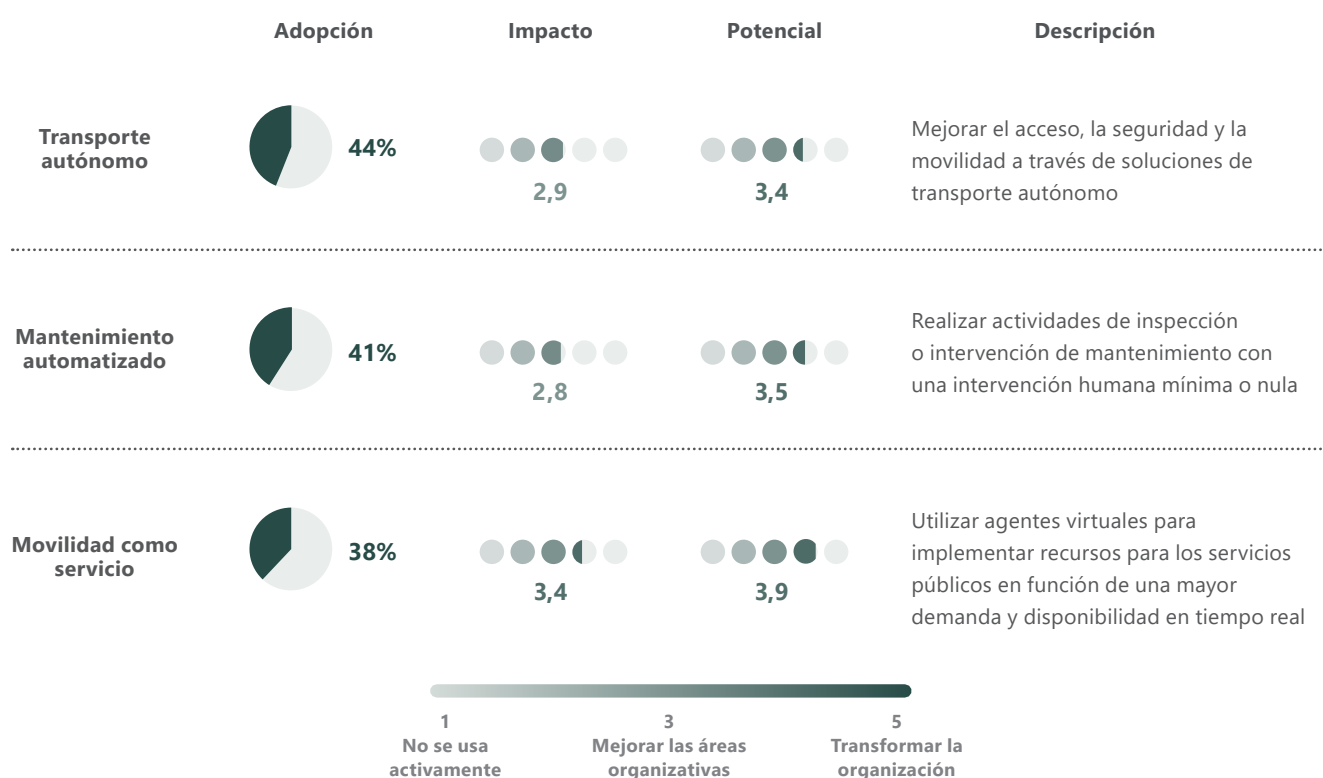 Adopción
Impacto
Potencial
Descripción
Transporte
autónomo
44%
2,9
3,4
Mejorar el acceso, la seguridad y la
movilidad a través de soluciones de
transporte autónomo
Mantenimiento
automatizado
41%
2,8
3,5
Realizar actividades de inspección
o intervención de mantenimiento con
una intervención humana mínima o nula
Movilidad como
servicio
38%
3,4
3,9
Utilizar agentes virtuales para
implementar recursos para los servicios
públicos en función de una mayor
demanda y disponibilidad en tiempo real
1
No se usa
activamente
3
Mejorar las áreas
organizativas
5
Transformar la
organización